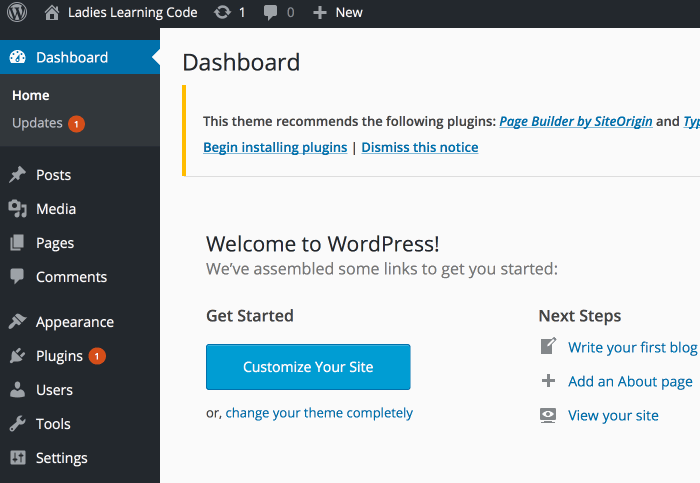 Ladies Learning Code 1 0 New
Dashboard
Home
Updates 1
Posts
Media
Pages
Comments
Appearance
Plugins 1
Users
Tools
Settings
Dashboard
This theme recommends the following plugins: Page Builder by SiteOrigin and
Begin installing plugins | Dismiss this notice
Welcome to WordPress!
We've assembled some links to get you started:
Get Started
Customize Your Site
or, change your theme completely
Next Steps
Write your first blog
Add an About page
View your site